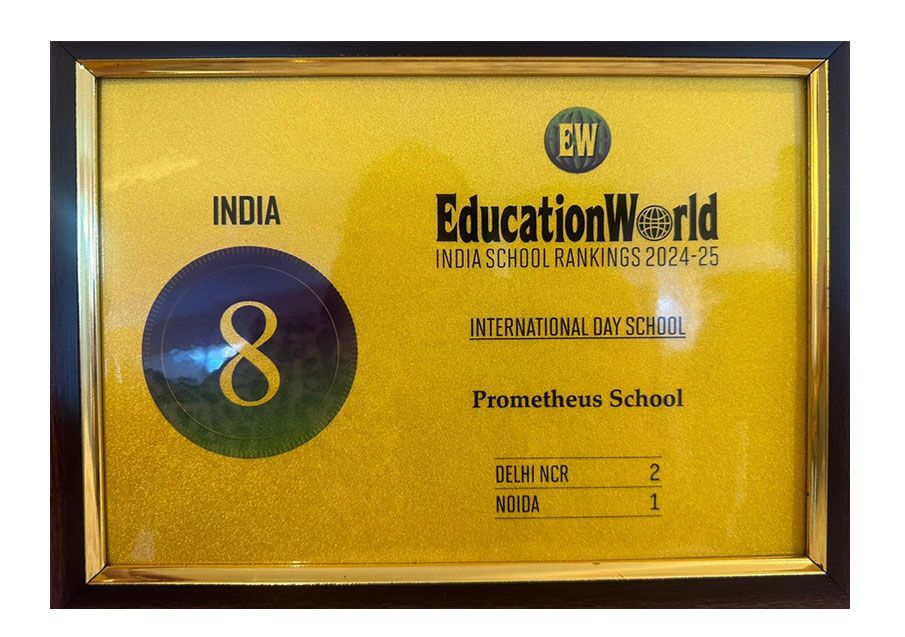 INDIA
8
EW
EducationWorld
INDIA SCHOOL RANKINGS 2024-25
INTERNATIONAL DAY SCHOOL
Prometheus School
DELHI NCR 2
NOIDA 1